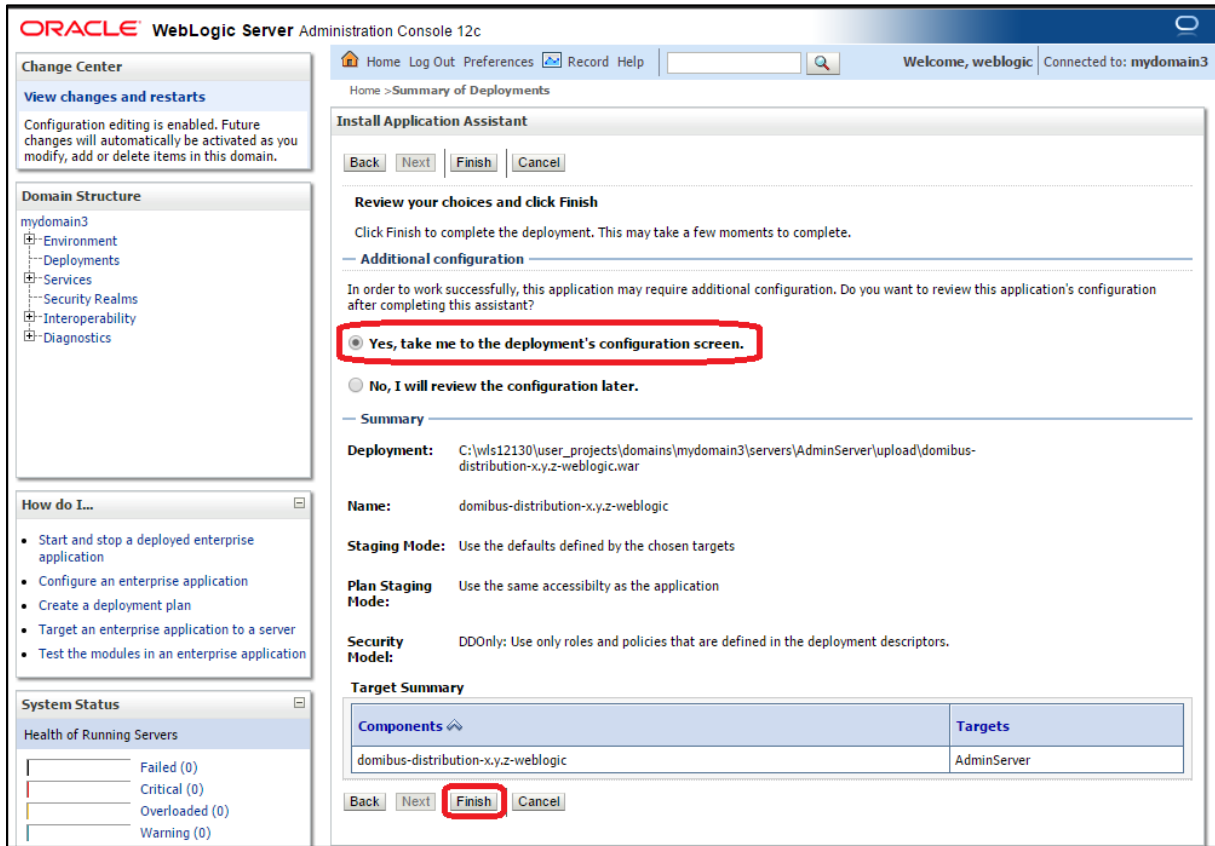 ORACLE WebLogic Server Administration Console 12c
Change Center
View changes and restarts
Configuration editing is enabled. Future
changes will automatically be activated as you
modify, add or delete items in this domain.
Domain Structure
mydomain3
Environment
Deployments
Services
Security Realms
Interoperability
Diagnostics
How do I...
Start and stop a deployed enterprise
application
Configure an enterprise application
Create a deployment plan
Target an enterprise application to a server
Test the modules in an enterprise application
System Status
Health of Running Servers
Failed (0)
Critical (0)
Overloaded (0)
Warning (0)
Home Log Out Preferences Record Help
Welcome, weblogic Connected to: mydomain3
Home >Summary of Deployments
Install Application Assistant
Back Next Finish Cancel
Review your choices and click Finish
Click Finish to complete the deployment. This may take a few moments to complete.
Additional configuration
In order to work successfully, this application may require additional configuration. Do you want to review this application's configuration
after completing this assistant?
Yes, take me to the deployment's configuration screen.
No, I will review the configuration later.
Summary
Deployment: C:\wls12130\user_projects\domains\mydomain3\servers\AdminServer\upload\domibus-
distribution-x.y.z-weblogic.war
Name: domibus-distribution-x.y.z-weblogic
Staging Mode: Use the defaults defined by the chosen targets
Plan Staging Use the same accessibilty as the application
Mode:
Security DDOnly: Use only roles and policies that are defined in the deployment descriptors.
Model:
Target Summary
Components Targets
domibus-distribution-x.y.z-weblogic AdminServer
Back Next Finish Cancel